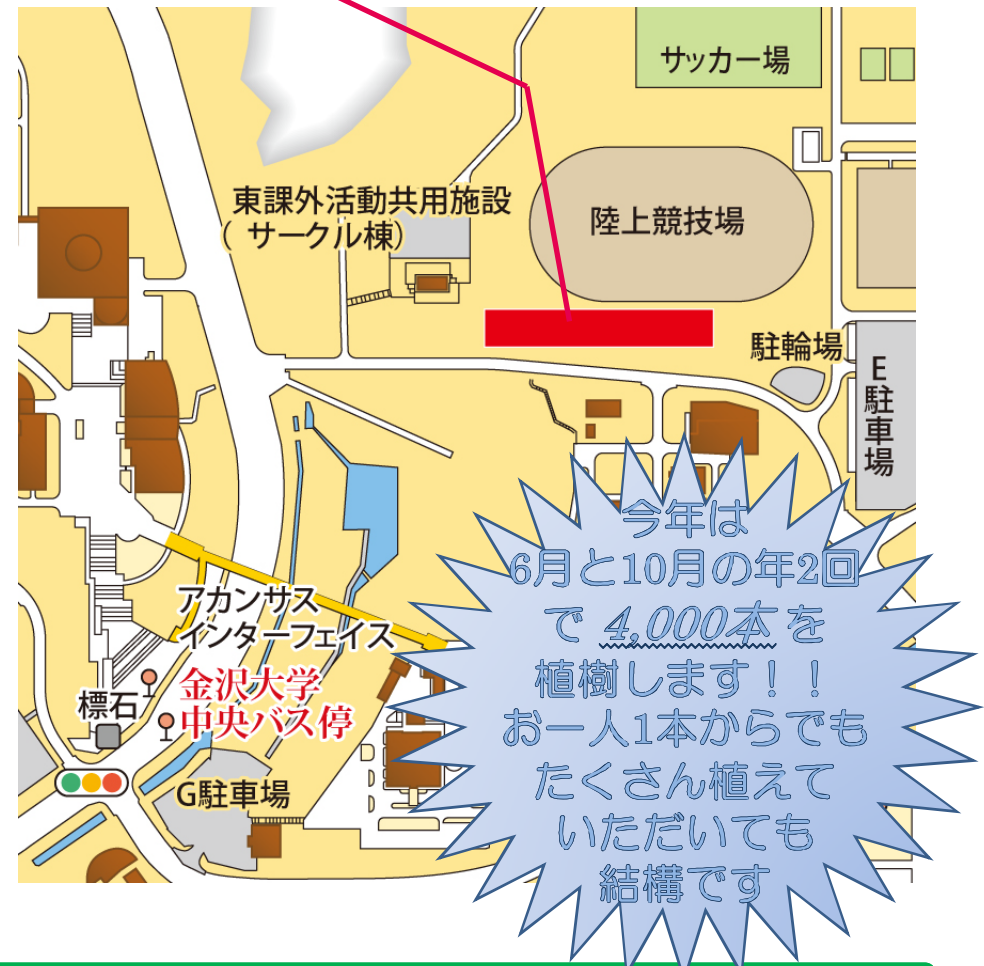 サッカー場
東課外活動共用施設
( サークル棟)
陸上競技場
駐輪場
E駐車場
今年は
6月と10月の年2回
で 4,000本 を
植樹します！！
お一人1本からでも
たくさん植えて
いただいても
結構です
アカンサス
インターフェイス
金沢大学
中央バス停
標石
G駐車場